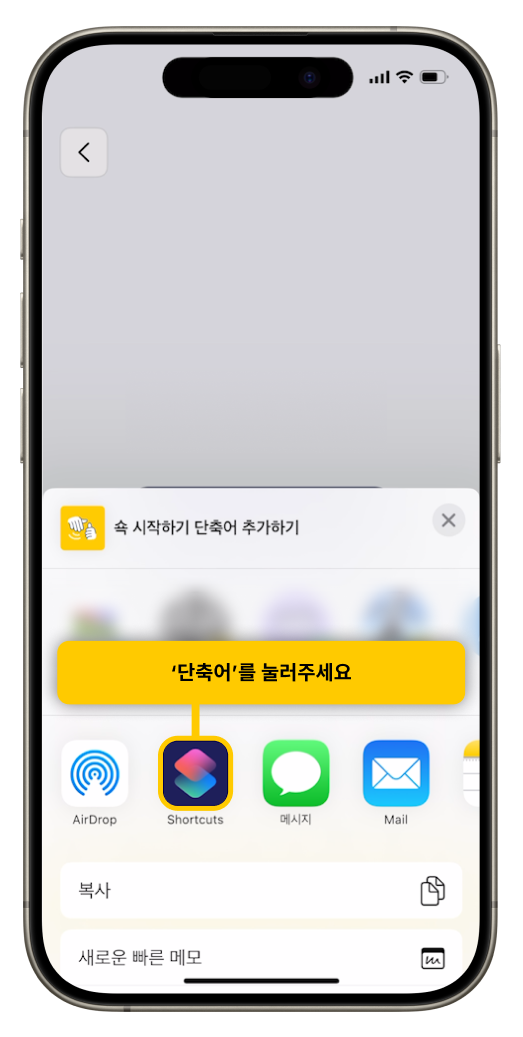 숏 시작하기 단축어 추가하기
‘단축어’를 눌러주세요
AirDrop
Shortcuts
메시지
Mail
복사
새로운 빠른 메모